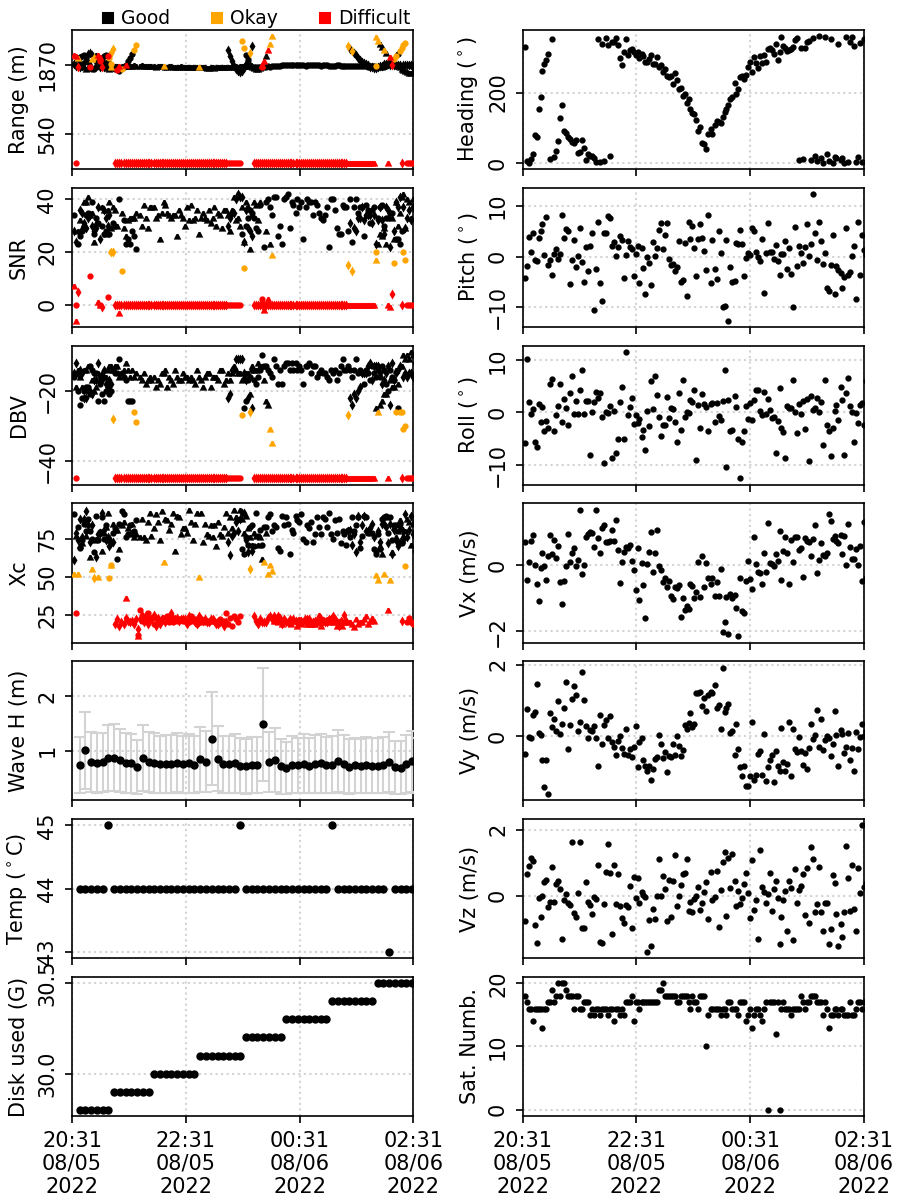 Good Okay Difficult
Range (m)
1870
540
Heading (°)
200
0
SNR
40
20
0
Pitch (°)
10
0
−10
DBV
−20
−40
Roll (°)
10
0
−10
Xc
75
50
25
Vx (m/s)
0
−2
Wave H (m)
2
1
Vy (m/s)
2
0
Temp (°C)
45
44
43
Vz (m/s)
2
0
Disk used (G)
30.5
30.0
Sat. Numb.
20
10
0
20:31 22:31 00:31 02:31
08/05 08/05 08/06 08/06
2022 2022 2022 2022
20:31 22:31 00:31 02:31
08/05 08/05 08/06 08/06
2022 2022 2022 2022